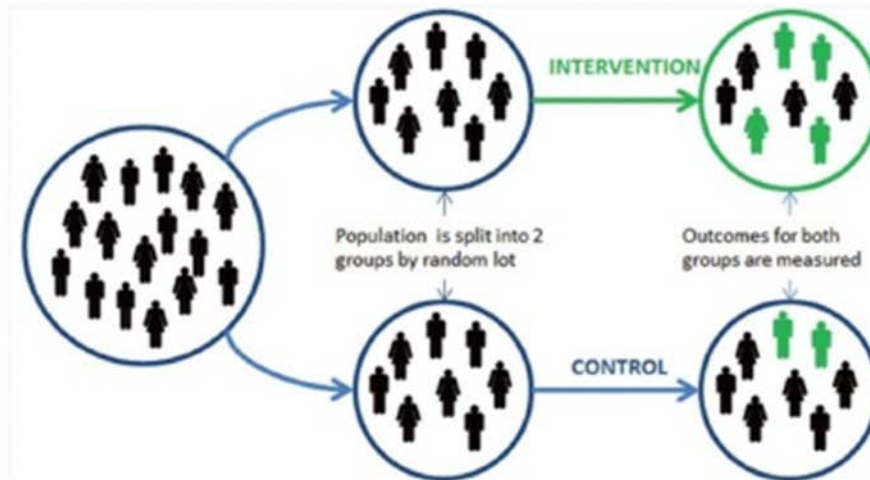 INTERVENTION
Population is split into 2
groups by random lot
Outcomes for both
groups are measured
CONTROL